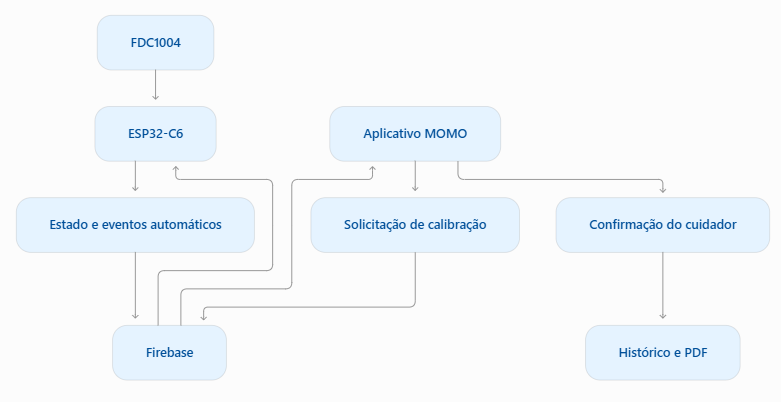 FDC1004
ESP32-C6
Aplicativo MOMO
Estado e eventos automáticos
Solicitação de calibração
Confirmação do cuidador
Firebase
Histórico e PDF